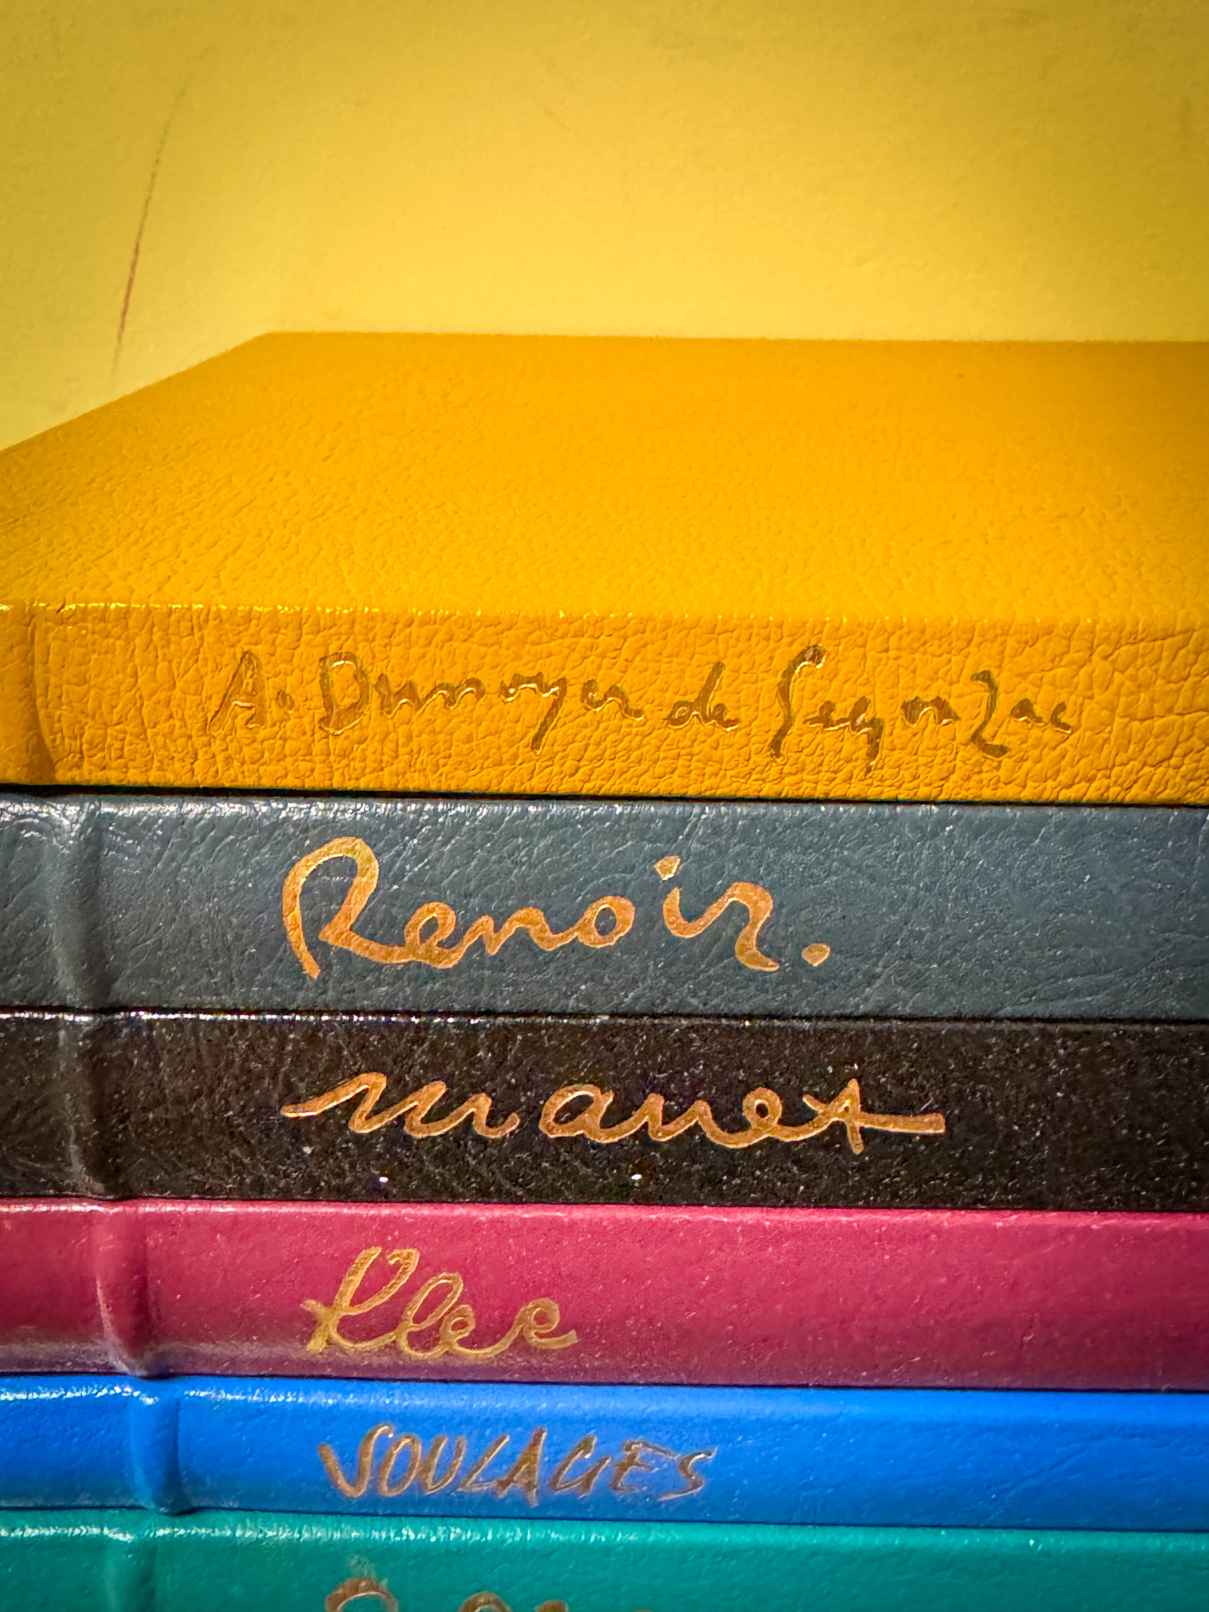 A. Dunoyer de Segonzac
Renoir.
manet
Klee
SOULAGES